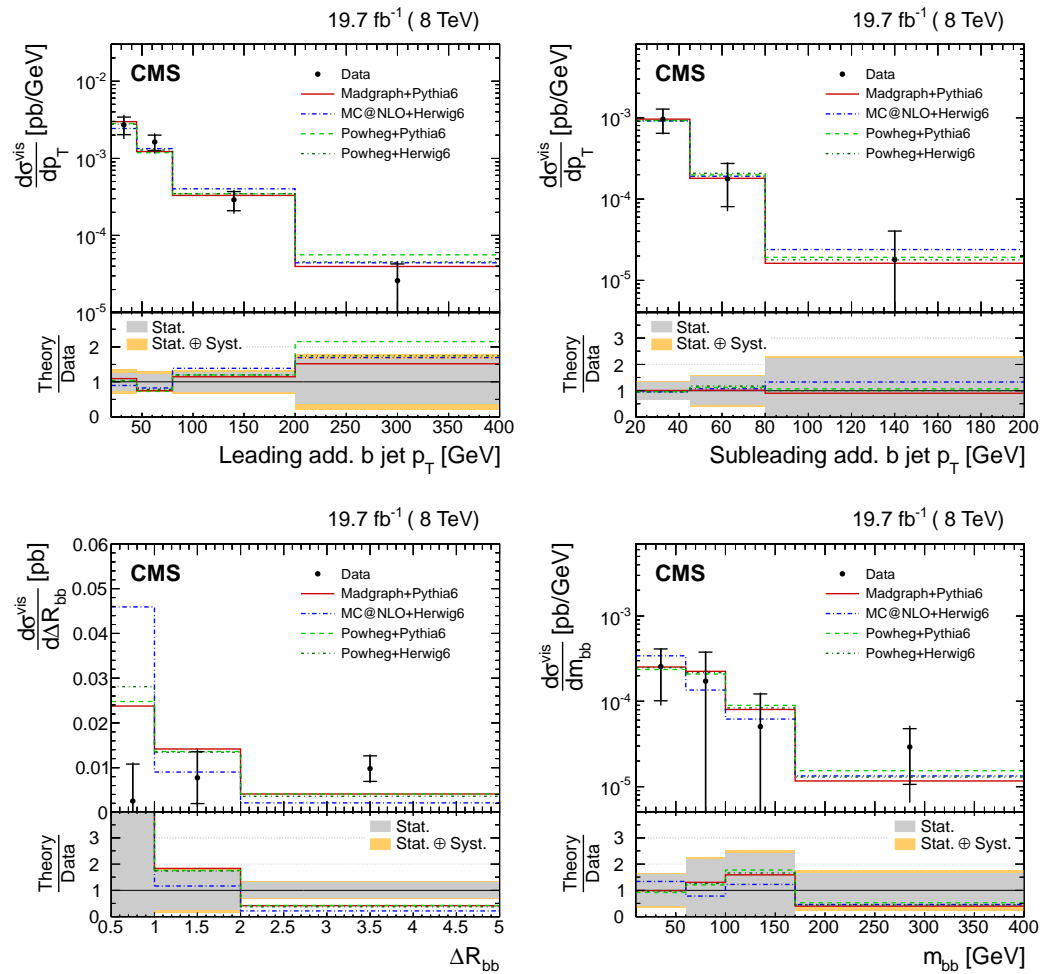 19.7 fb⁻¹ ( 8 TeV)
dσᵛⁱˢ/dp_T [pb/GeV]
CMS
Data
Madgraph+Pythia6
MC@NLO+Herwig6
Powheg+Pythia6
Powheg+Herwig6
10⁻²
10⁻³
10⁻⁴
10⁻⁵
Theory/Data
Stat.
Stat. ⊕ Syst.
2
1
0
50 100 150 200 250 300 350 400
Leading add. b jet p_T [GeV]
19.7 fb⁻¹ ( 8 TeV)
dσᵛⁱˢ/dp_T [pb/GeV]
CMS
Data
Madgraph+Pythia6
MC@NLO+Herwig6
Powheg+Pythia6
Powheg+Herwig6
10⁻³
10⁻⁴
10⁻⁵
Theory/Data
Stat.
Stat. ⊕ Syst.
3
2
1
0
20 40 60 80 100 120 140 160 180 200
Subleading add. b jet p_T [GeV]
19.7 fb⁻¹ ( 8 TeV)
dσᵛⁱˢ/dΔR_bb [pb]
CMS
Data
Madgraph+Pythia6
MC@NLO+Herwig6
Powheg+Pythia6
Powheg+Herwig6
0.06
0.05
0.04
0.03
0.02
0.01
0
Theory/Data
Stat.
Stat. ⊕ Syst.
3
2
1
0
0.5 1 1.5 2 2.5 3 3.5 4 4.5 5
ΔR_bb
19.7 fb⁻¹ ( 8 TeV)
dσᵛⁱˢ/dm_bb [pb/GeV]
CMS
Data
Madgraph+Pythia6
MC@NLO+Herwig6
Powheg+Pythia6
Powheg+Herwig6
10⁻³
10⁻⁴
10⁻⁵
Theory/Data
Stat.
Stat. ⊕ Syst.
3
2
1
0
50 100 150 200 250 300 350 400
m_bb [GeV]